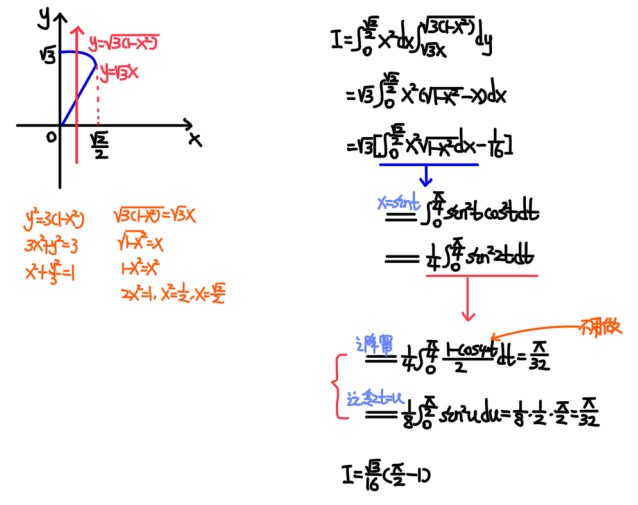 y
√3
y=√(3(1-x²))
y=√3x
0
√2/2
x
y²=3(1-x²)
3x²+y²=3
x²+y²/3=1
√(3(1-x²))=√3x
√(1-x²)=x
1-x²=x²
2x²=1, x²=1/2, x=√2/2
I=∫₀^(√2/2) x²dx∫_(√3x)^(√(3(1-x²))) dy
=√3∫₀^(√2/2) x²(√(1-x²)-x)dx
=√3[∫₀^(√2/2) x²√(1-x²)dx-1/16]
x=sint ∫₀^(π/4) sin²tcos²tdt
= 1/4∫₀^(π/4) sin²2tdt
不用做
①降幂 = 1/4∫₀^(π/4) (1-cos4t)/2 dt=π/32
②令2t=u = 1/8∫₀^(π/2) sin²udu=1/8·1/2·π/2=π/32
I=√3/16(π/2-1)